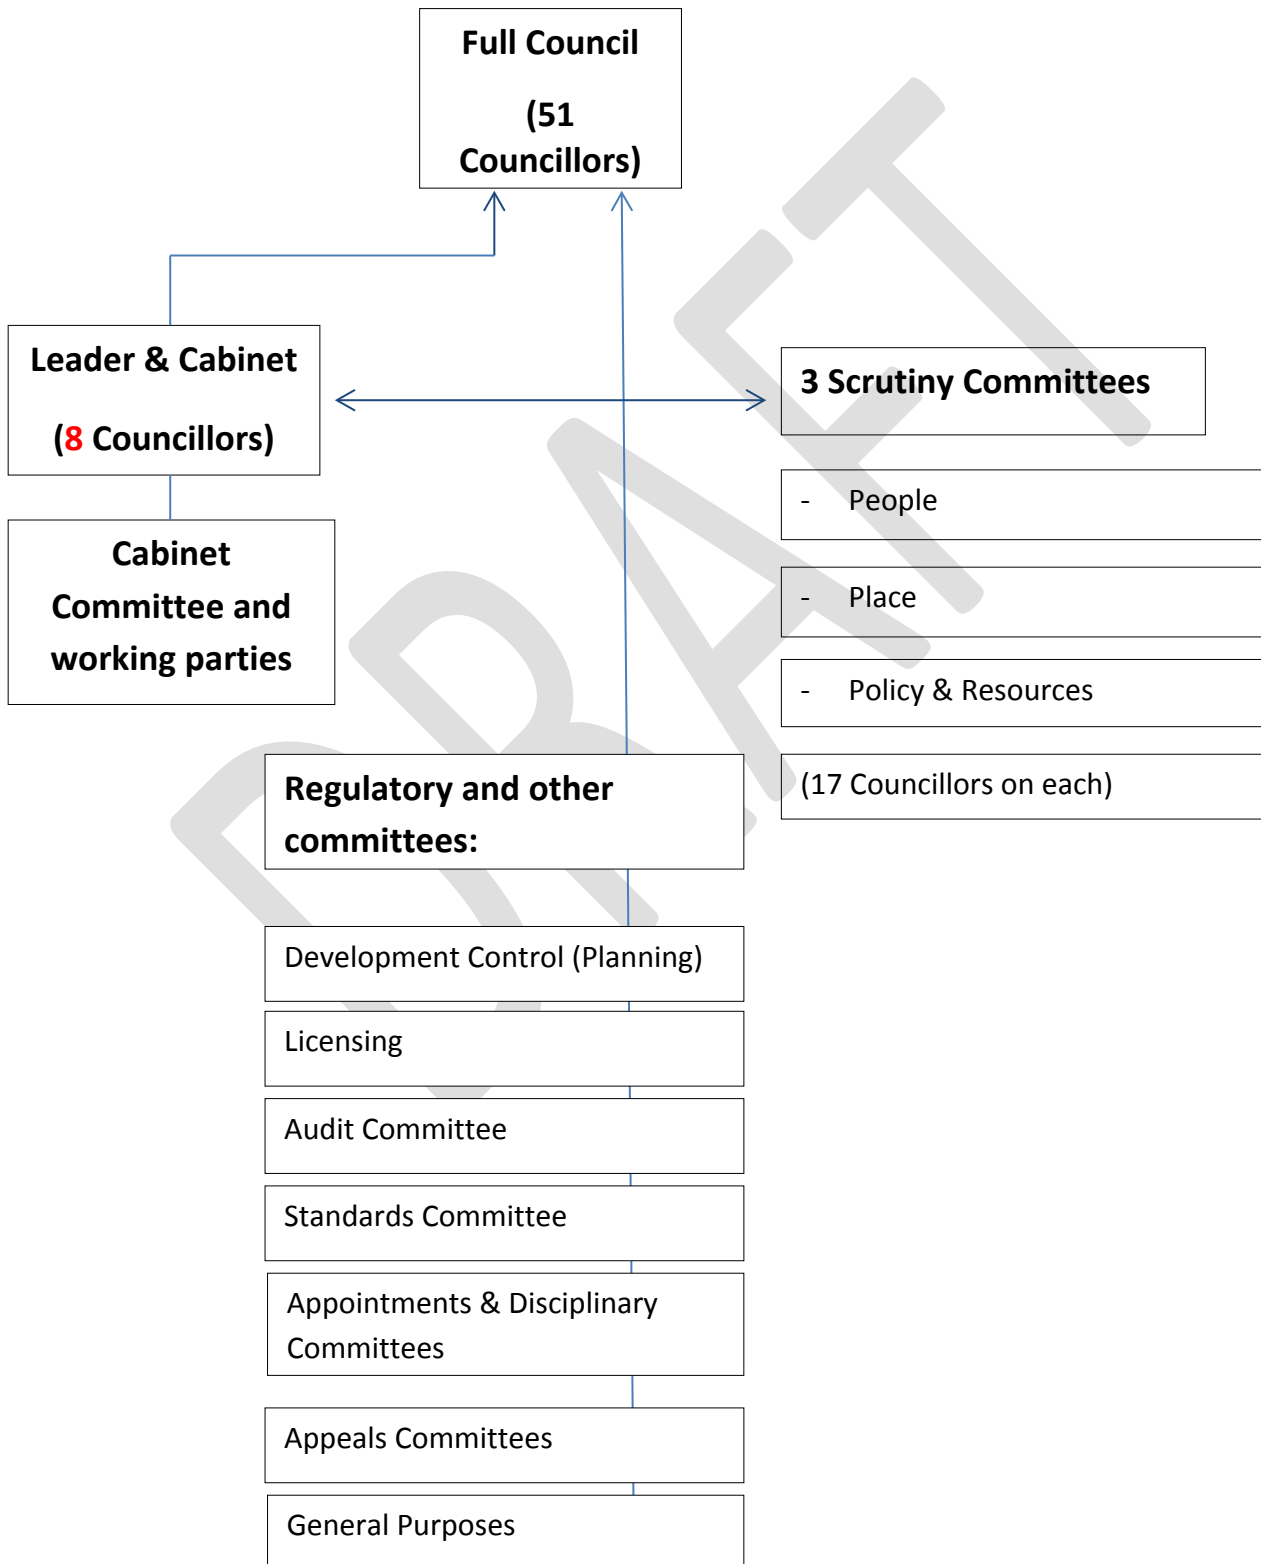 Full Council
(51
Councillors)
Leader & Cabinet
(8 Councillors)
Cabinet
Committee and
working parties
3 Scrutiny Committees
- People
- Place
- Policy & Resources
(17 Councillors on each)
Regulatory and other
committees:
Development Control (Planning)
Licensing
Audit Committee
Standards Committee
Appointments & Disciplinary
Committees
Appeals Committees
General Purposes
DRAFT